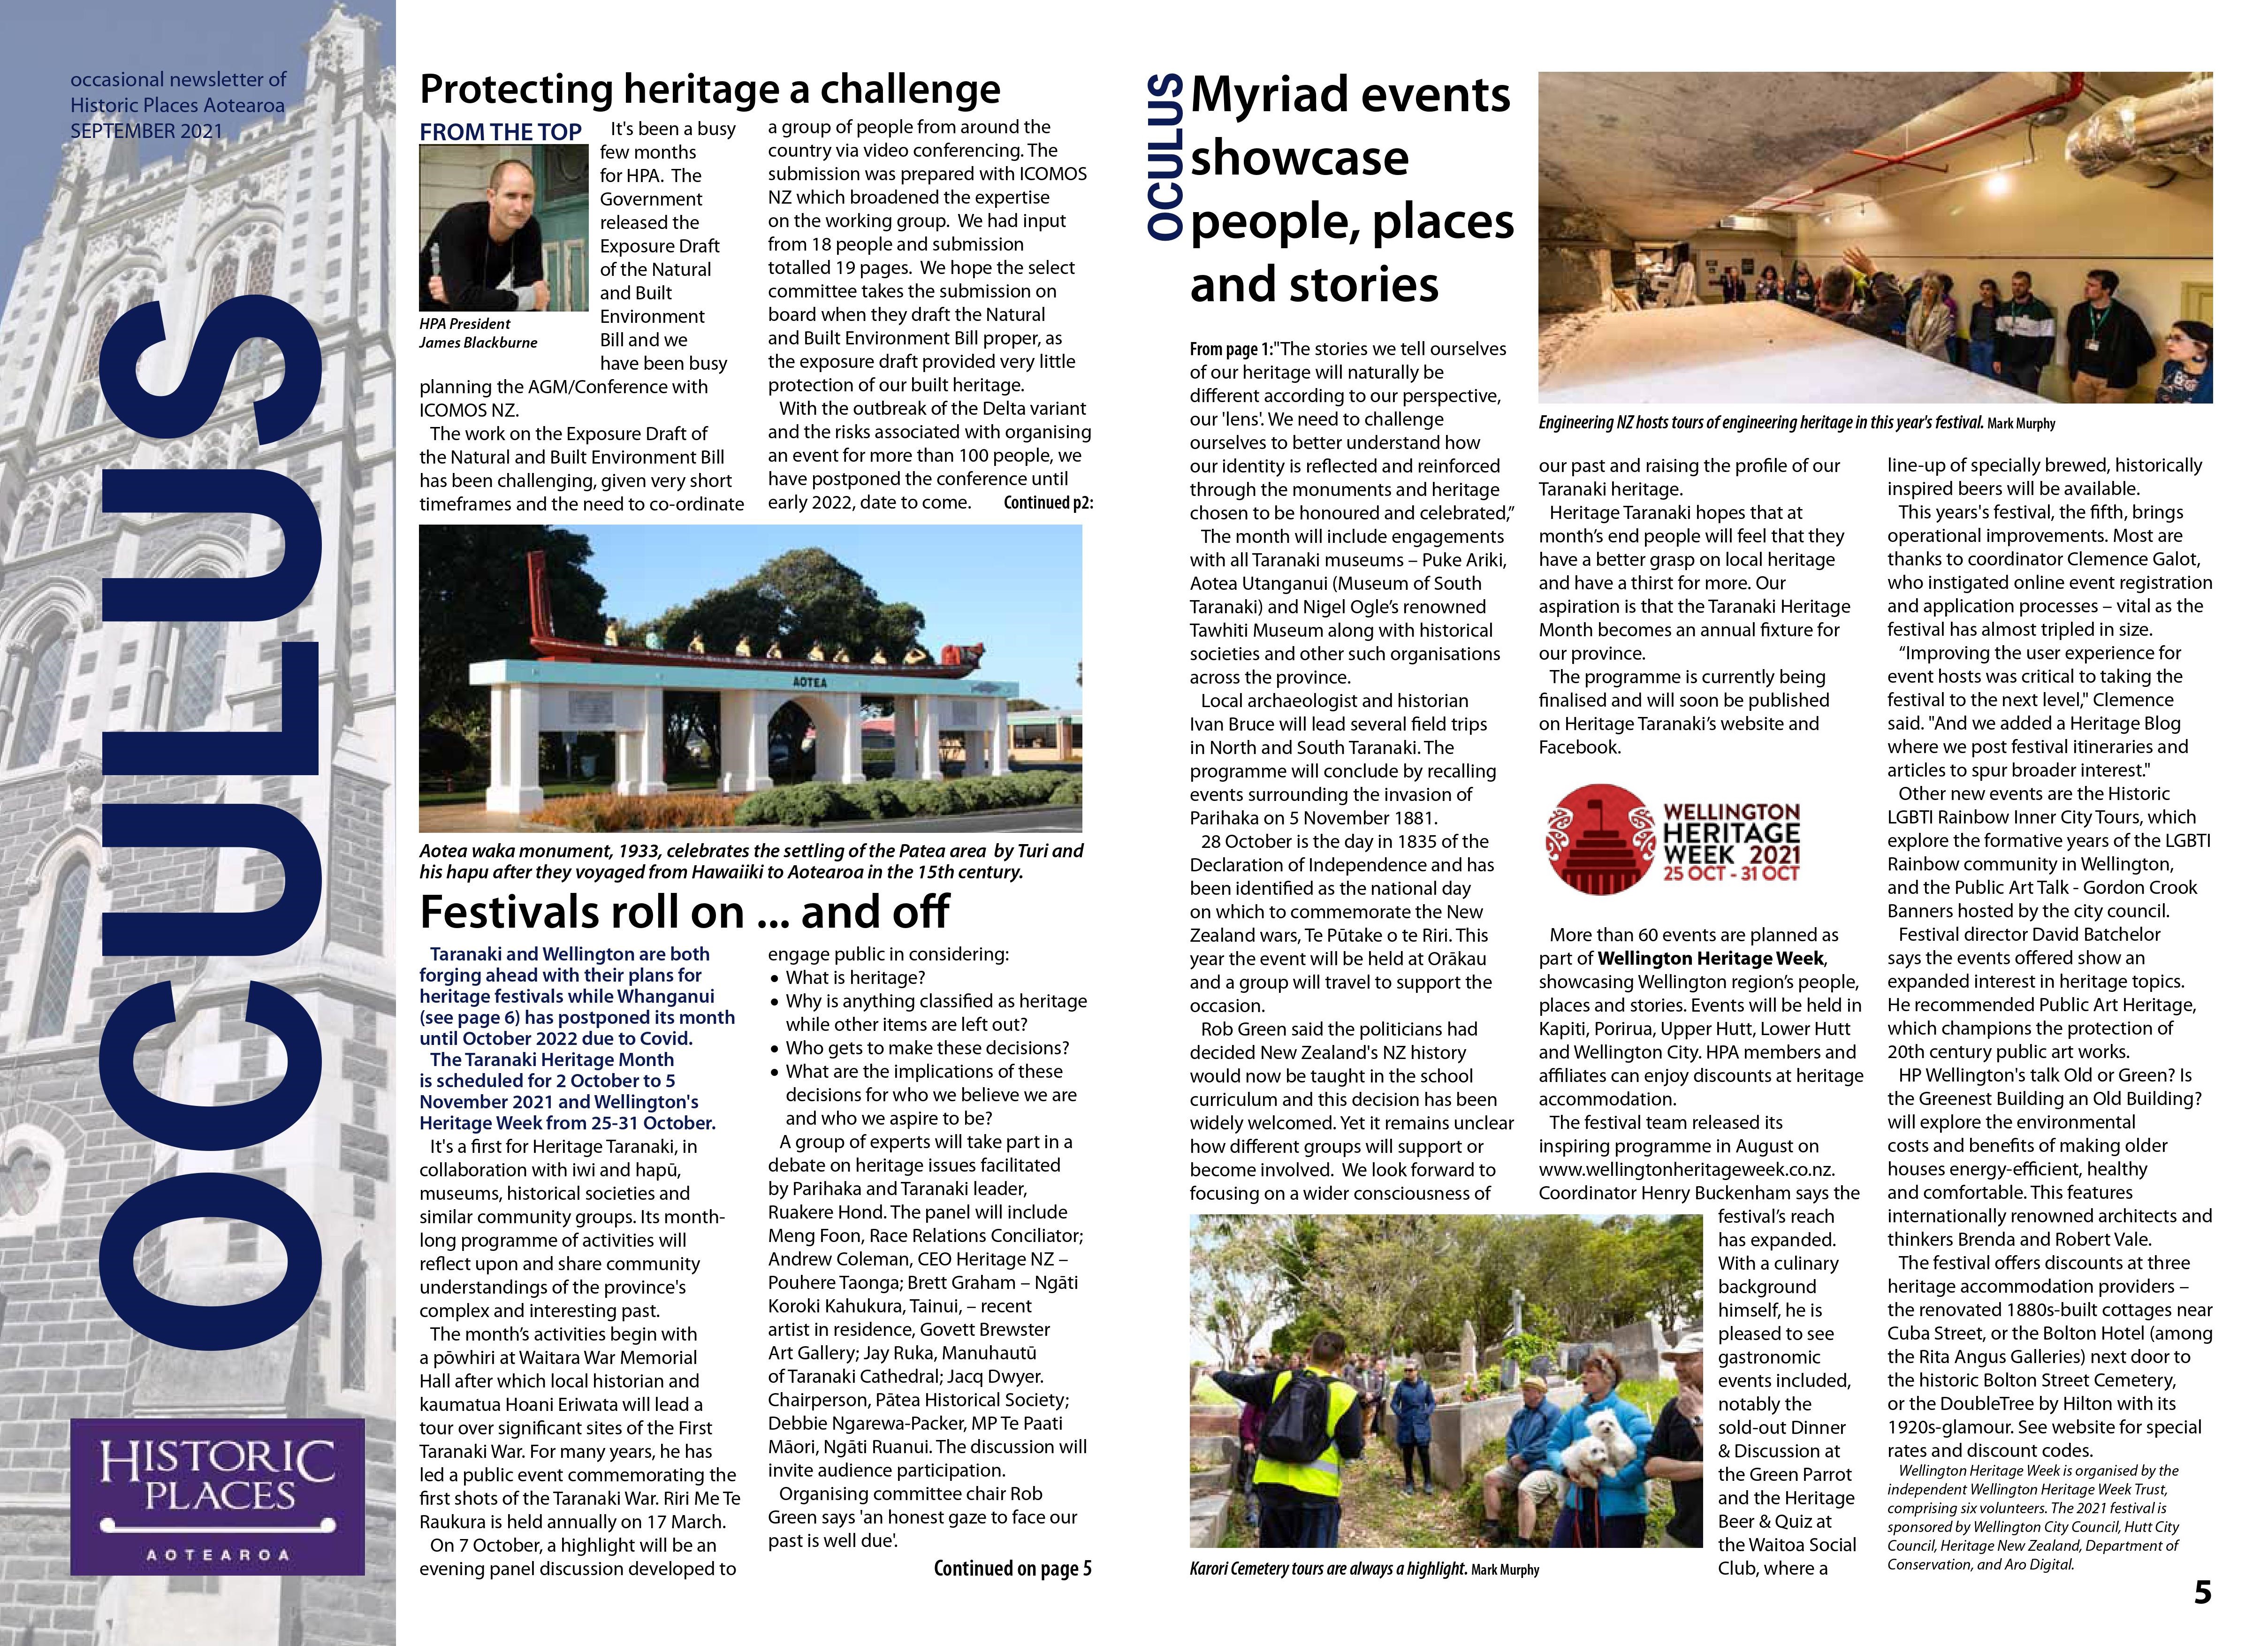 occasional newsletter of
Historic Places Aotearoa
SEPTEMBER 2021
OCULUS
HISTORIC
PLACES
AOTEAROA
Protecting heritage a challenge
FROM THE TOP
HPA President
James Blackburne
It's been a busy
few months
for HPA. The
Government
released the
Exposure Draft
of the Natural
and Built
Environment
Bill and we
have been busy
planning the AGM/Conference with
ICOMOS NZ.
The work on the Exposure Draft of
the Natural and Built Environment Bill
has been challenging, given very short
timeframes and the need to co-ordinate
a group of people from around the
country via video conferencing. The
submission was prepared with ICOMOS
NZ which broadened the expertise
on the working group. We had input
from 18 people and submission
totalled 19 pages. We hope the select
committee takes the submission on
board when they draft the Natural
and Built Environment Bill proper, as
the exposure draft provided very little
protection of our built heritage.
With the outbreak of the Delta variant
and the risks associated with organising
an event for more than 100 people, we
have postponed the conference until
early 2022, date to come. Continued p2:
AOTEA
Aotea waka monument, 1933, celebrates the settling of the Patea area by Turi and
his hapu after they voyaged from Hawaiiki to Aotearoa in the 15th century.
Festivals roll on ... and off
Taranaki and Wellington are both
forging ahead with their plans for
heritage festivals while Whanganui
(see page 6) has postponed its month
until October 2022 due to Covid.
The Taranaki Heritage Month
is scheduled for 2 October to 5
November 2021 and Wellington's
Heritage Week from 25-31 October.
It's a first for Heritage Taranaki, in
collaboration with iwi and hapū,
museums, historical societies and
similar community groups. Its month-
long programme of activities will
reflect upon and share community
understandings of the province's
complex and interesting past.
The month’s activities begin with
a pōwhiri at Waitara War Memorial
Hall after which local historian and
kaumatua Hoani Eriwata will lead a
tour over significant sites of the First
Taranaki War. For many years, he has
led a public event commemorating the
first shots of the Taranaki War. Riri Me Te
Raukura is held annually on 17 March.
On 7 October, a highlight will be an
evening panel discussion developed to
engage public in considering:
• What is heritage?
• Why is anything classified as heritage
while other items are left out?
• Who gets to make these decisions?
• What are the implications of these
decisions for who we believe we are
and who we aspire to be?
A group of experts will take part in a
debate on heritage issues facilitated
by Parihaka and Taranaki leader,
Ruakere Hond. The panel will include
Meng Foon, Race Relations Conciliator;
Andrew Coleman, CEO Heritage NZ –
Pouhere Taonga; Brett Graham – Ngāti
Koroki Kahukura, Tainui, – recent
artist in residence, Govett Brewster
Art Gallery; Jay Ruka, Manuhautū
of Taranaki Cathedral; Jacq Dwyer.
Chairperson, Pātea Historical Society;
Debbie Ngarewa-Packer, MP Te Paati
Māori, Ngāti Ruanui. The discussion will
invite audience participation.
Organising committee chair Rob
Green says 'an honest gaze to face our
past is well due'.
Continued on page 5
OCULUS
Myriad events
showcase
people, places
and stories
From page 1:"The stories we tell ourselves
of our heritage will naturally be
different according to our perspective,
our 'lens'. We need to challenge
ourselves to better understand how
our identity is reflected and reinforced
through the monuments and heritage
chosen to be honoured and celebrated,”
The month will include engagements
with all Taranaki museums – Puke Ariki,
Aotea Utanganui (Museum of South
Taranaki) and Nigel Ogle’s renowned
Tawhiti Museum along with historical
societies and other such organisations
across the province.
Local archaeologist and historian
Ivan Bruce will lead several field trips
in North and South Taranaki. The
programme will conclude by recalling
events surrounding the invasion of
Parihaka on 5 November 1881.
28 October is the day in 1835 of the
Declaration of Independence and has
been identified as the national day
on which to commemorate the New
Zealand wars, Te Pūtake o te Riri. This
year the event will be held at Orākau
and a group will travel to support the
occasion.
Rob Green said the politicians had
decided New Zealand's NZ history
would now be taught in the school
curriculum and this decision has been
widely welcomed. Yet it remains unclear
how different groups will support or
become involved. We look forward to
focusing on a wider consciousness of
Karori Cemetery tours are always a highlight. Mark Murphy
Engineering NZ hosts tours of engineering heritage in this year's festival. Mark Murphy
our past and raising the profile of our
Taranaki heritage.
Heritage Taranaki hopes that at
month’s end people will feel that they
have a better grasp on local heritage
and have a thirst for more. Our
aspiration is that the Taranaki Heritage
Month becomes an annual fixture for
our province.
The programme is currently being
finalised and will soon be published
on Heritage Taranaki’s website and
Facebook.
WELLINGTON
HERITAGE
WEEK 2021
25 OCT - 31 OCT
More than 60 events are planned as
part of Wellington Heritage Week,
showcasing Wellington region’s people,
places and stories. Events will be held in
Kapiti, Porirua, Upper Hutt, Lower Hutt
and Wellington City. HPA members and
affiliates can enjoy discounts at heritage
accommodation.
The festival team released its
inspiring programme in August on
www.wellingtonheritageweek.co.nz.
Coordinator Henry Buckenham says the
festival’s reach
has expanded.
With a culinary
background
himself, he is
pleased to see
gastronomic
events included,
notably the
sold-out Dinner
& Discussion at
the Green Parrot
and the Heritage
Beer & Quiz at
the Waitoa Social
Club, where a
line-up of specially brewed, historically
inspired beers will be available.
This years's festival, the fifth, brings
operational improvements. Most are
thanks to coordinator Clemence Galot,
who instigated online event registration
and application processes – vital as the
festival has almost tripled in size.
“Improving the user experience for
event hosts was critical to taking the
festival to the next level," Clemence
said. "And we added a Heritage Blog
where we post festival itineraries and
articles to spur broader interest."
Other new events are the Historic
LGBTI Rainbow Inner City Tours, which
explore the formative years of the LGBTI
Rainbow community in Wellington,
and the Public Art Talk - Gordon Crook
Banners hosted by the city council.
Festival director David Batchelor
says the events offered show an
expanded interest in heritage topics.
He recommended Public Art Heritage,
which champions the protection of
20th century public art works.
HP Wellington's talk Old or Green? Is
the Greenest Building an Old Building?
will explore the environmental
costs and benefits of making older
houses energy-efficient, healthy
and comfortable. This features
internationally renowned architects and
thinkers Brenda and Robert Vale.
The festival offers discounts at three
heritage accommodation providers –
the renovated 1880s-built cottages near
Cuba Street, or the Bolton Hotel (among
the Rita Angus Galleries) next door to
the historic Bolton Street Cemetery,
or the DoubleTree by Hilton with its
1920s-glamour. See website for special
rates and discount codes.
Wellington Heritage Week is organised by the
independent Wellington Heritage Week Trust,
comprising six volunteers. The 2021 festival is
sponsored by Wellington City Council, Hutt City
Council, Heritage New Zealand, Department of
Conservation, and Aro Digital.
5